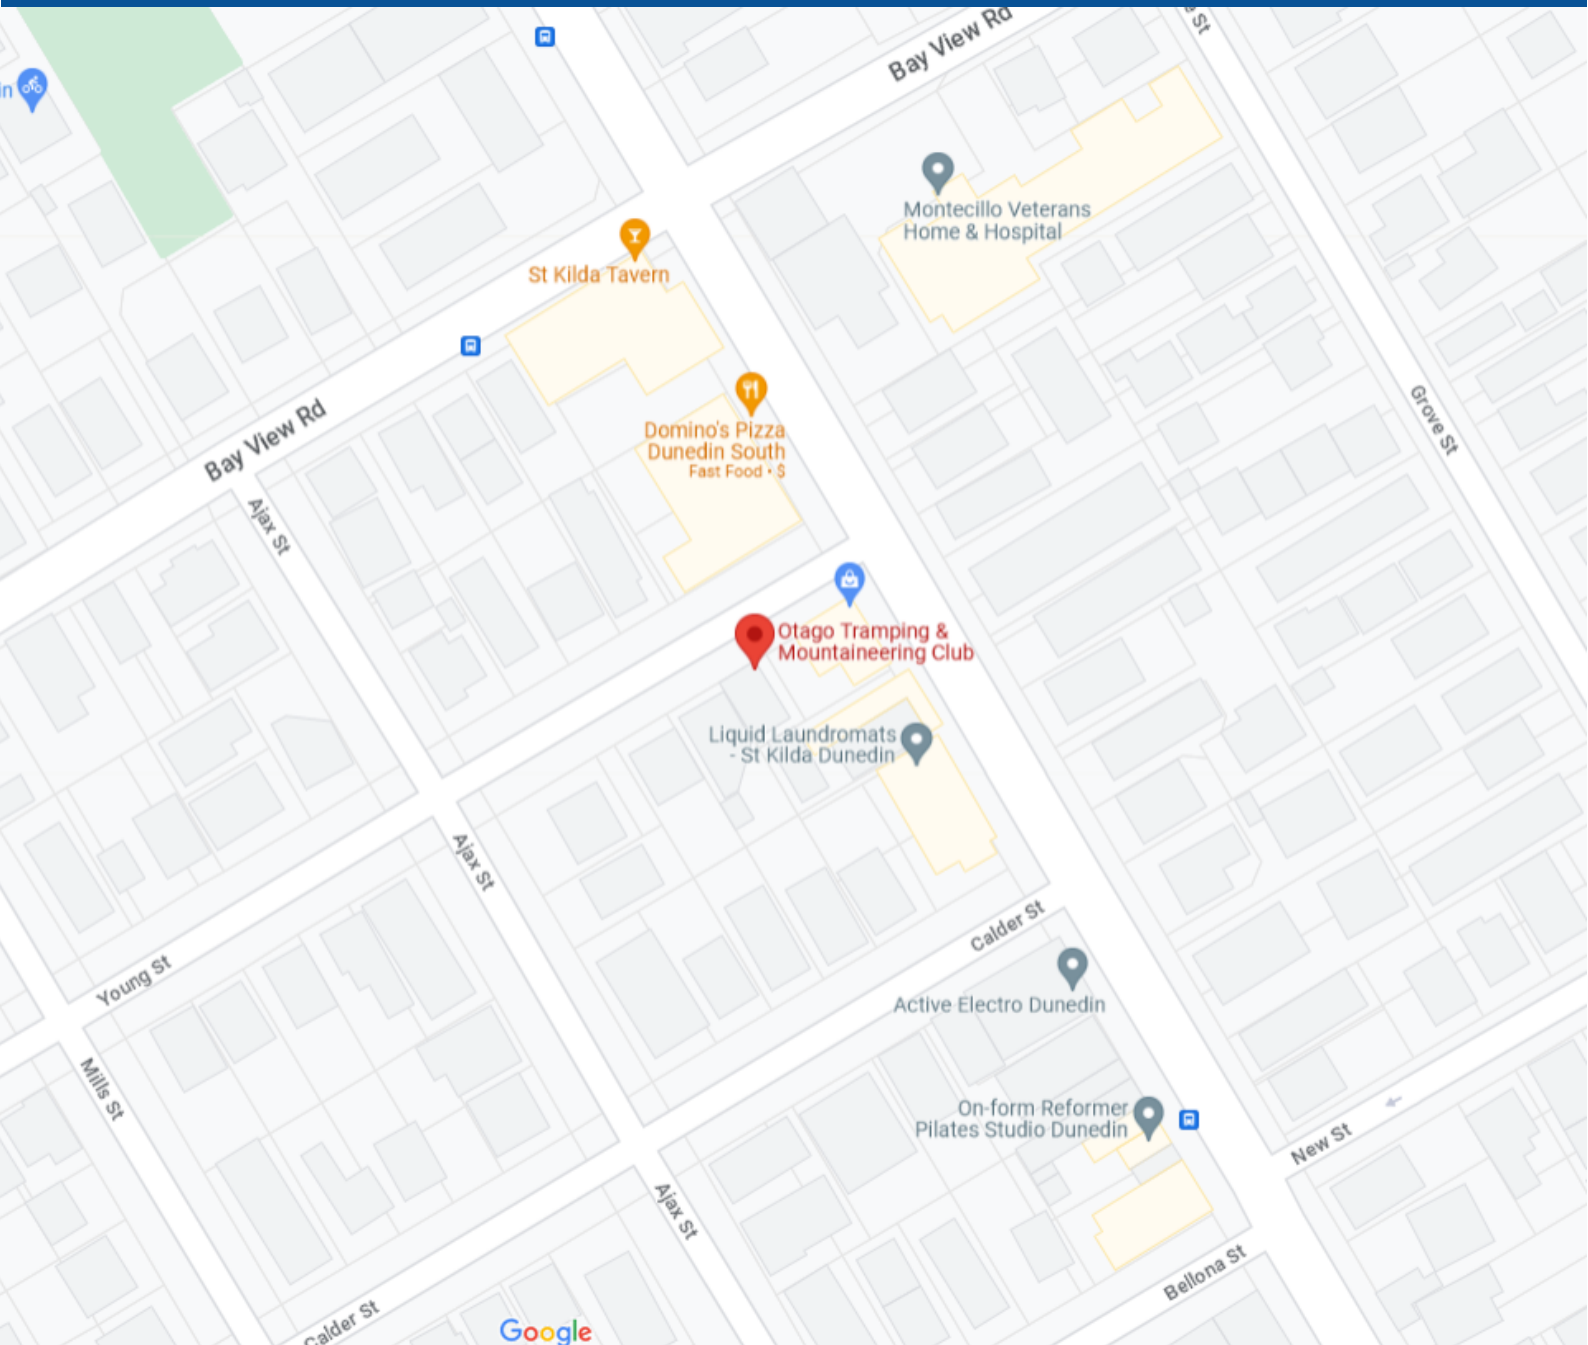 Bay View Rd
Montecillo Veterans
Home & Hospital
St Kilda Tavern
Domino's Pizza
Dunedin South
Fast Food • $
Grove St
Bay View Rd
Ajax St
Otago Tramping &
Mountaineering Club
Liquid Laundromats
- St Kilda Dunedin
Ajax St
Calder St
Young St
Active Electro Dunedin
Mills St
On-form Reformer
Pilates Studio Dunedin
New St
Ajax St
Bellona St
Calder St
Google